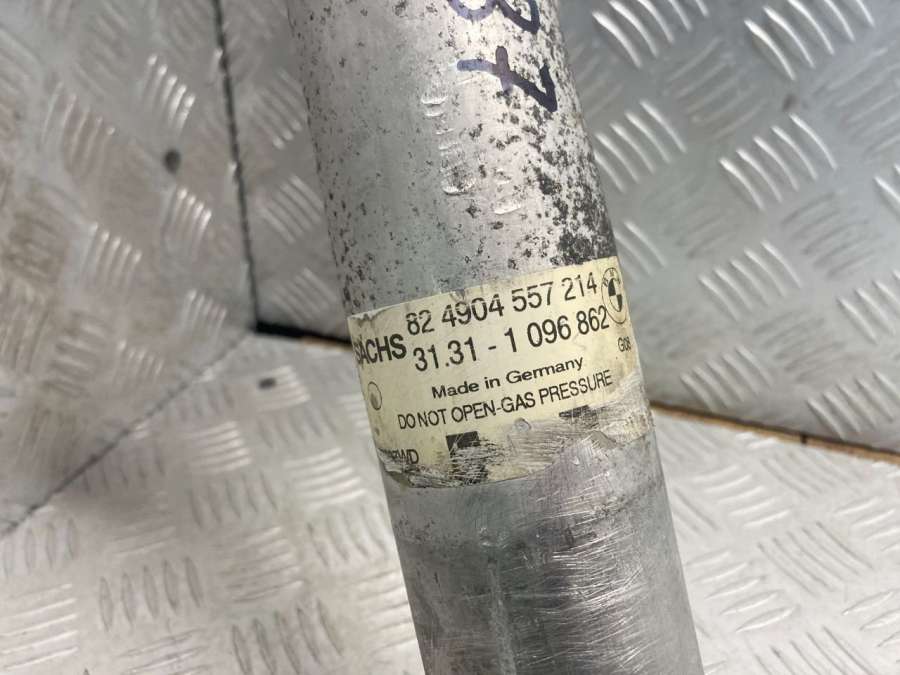 SACHS
82 4904 557 214
31.31 - 1 096 862
Made in Germany
DO NOT OPEN-GAS PRESSURE